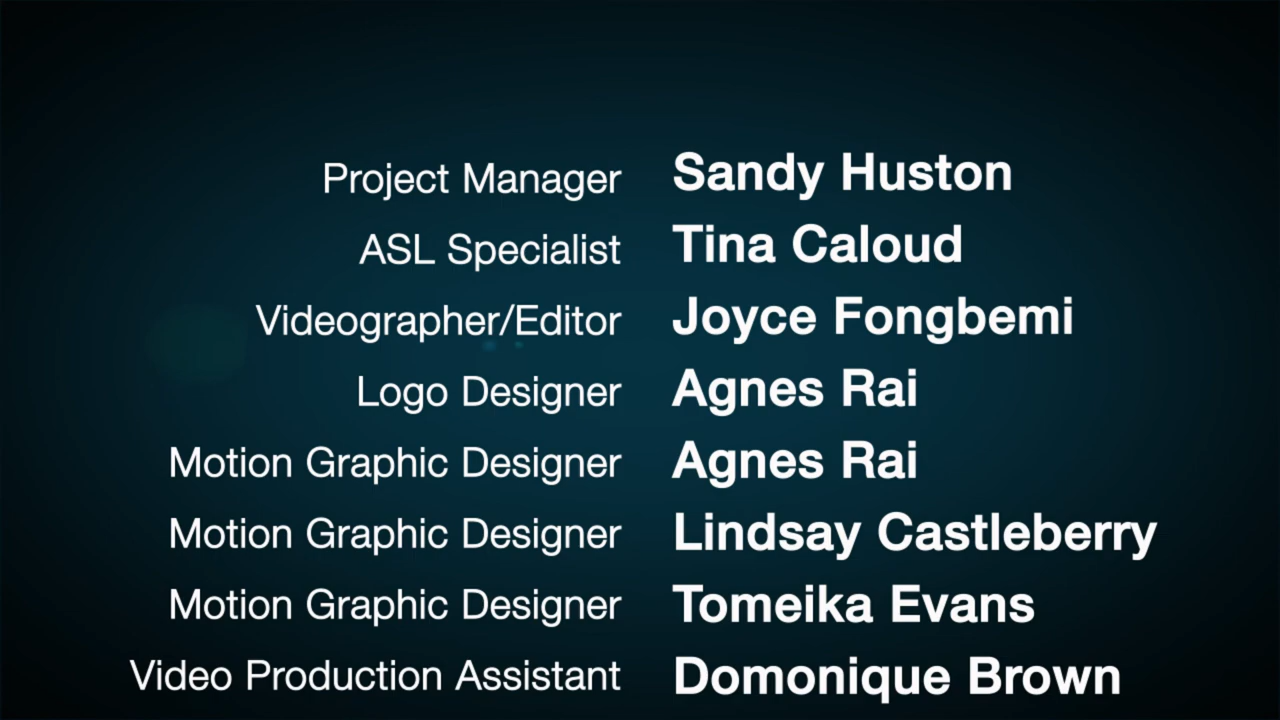 Project Manager Sandy Huston
ASL Specialist Tina Caloud
Videographer/Editor Joyce Fongbemi
Logo Designer Agnes Rai
Motion Graphic Designer Agnes Rai
Motion Graphic Designer Lindsay Castleberry
Motion Graphic Designer Tomeika Evans
Video Production Assistant Domonique Brown